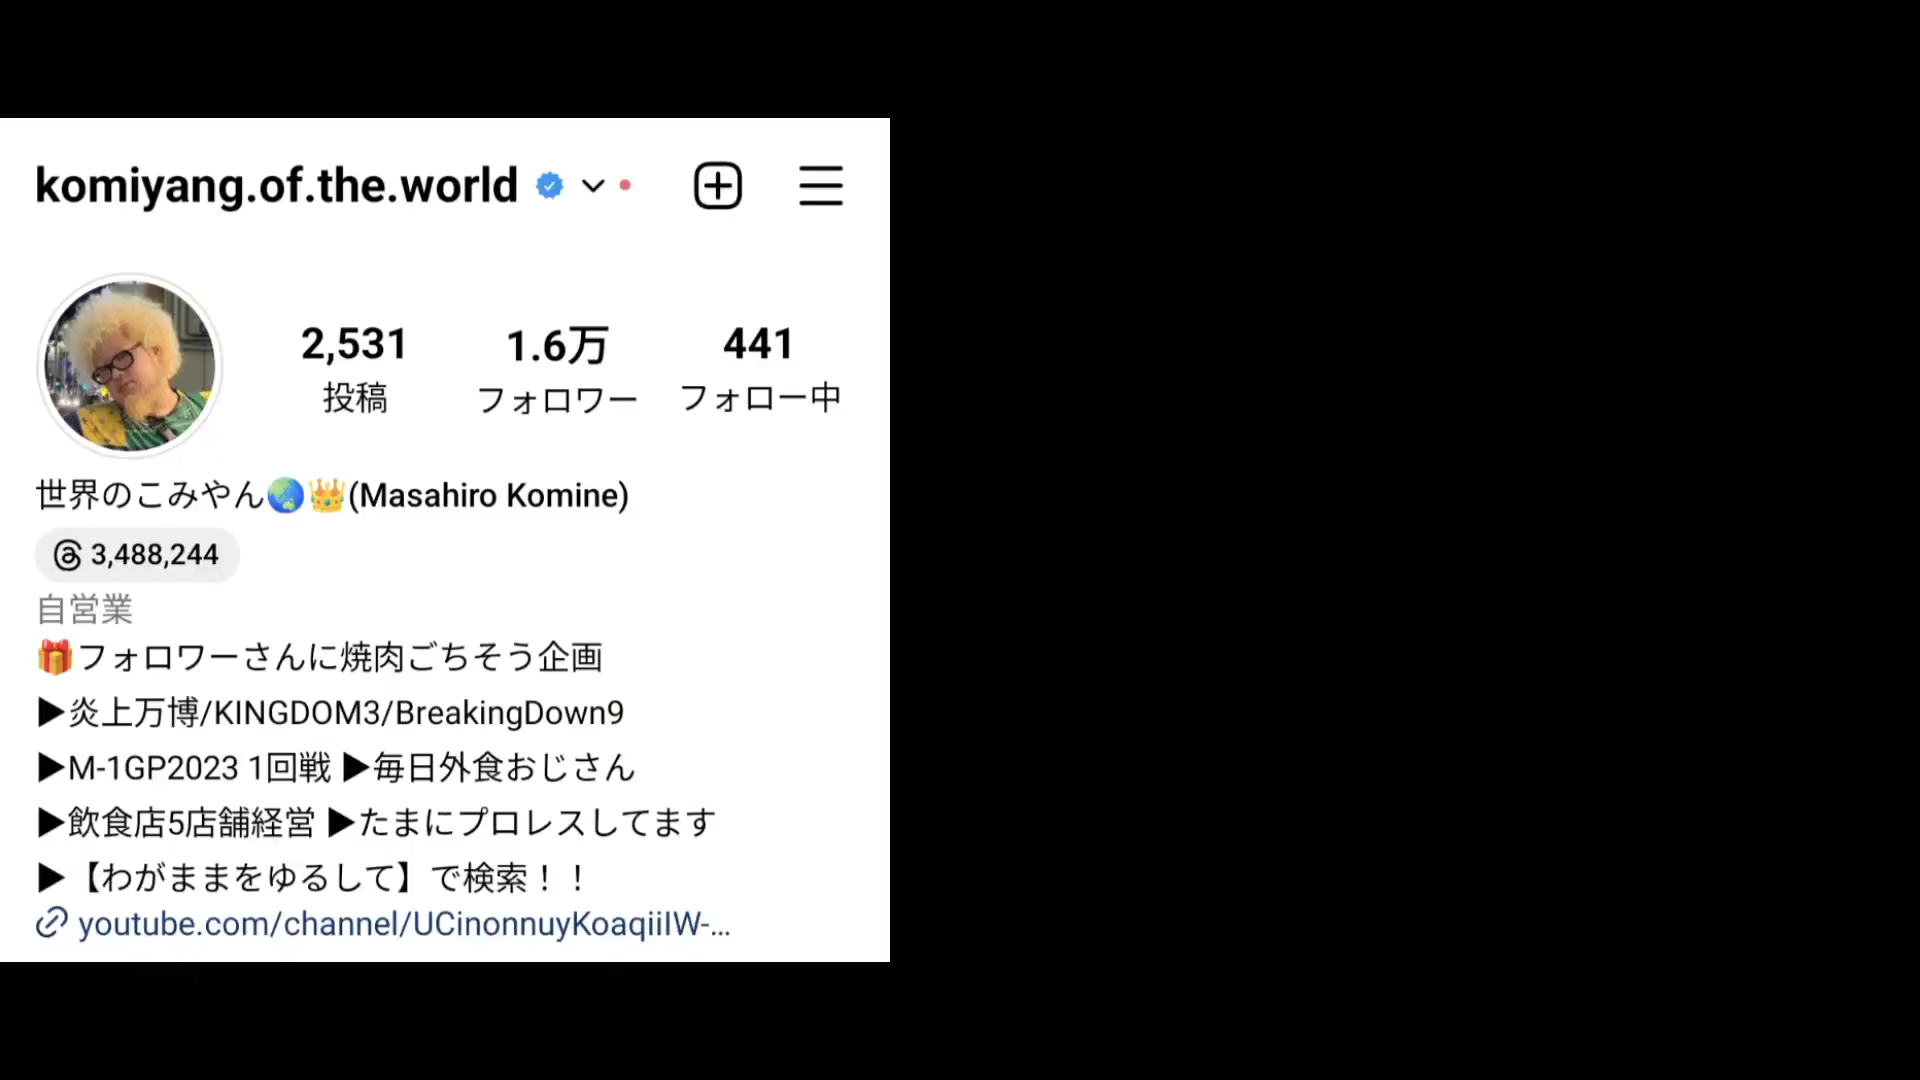 komiyang.of.the.world
2,531 1.6万 441
投稿 フォロワー フォロー中
世界のこみやん🌏👑(Masahiro Komine)
3,488,244
自営業
🎁フォロワーさんに焼肉ごちそう企画
▶炎上万博/KINGDOM3/BreakingDown9
▶M-1GP2023 1回戦 ▶毎日外食おじさん
▶飲食店5店舗経営 ▶たまにプロレスしてます
▶【わがままをゆるして】で検索！！
youtube.com/channel/UCinonnuyKoaqiiIW-...